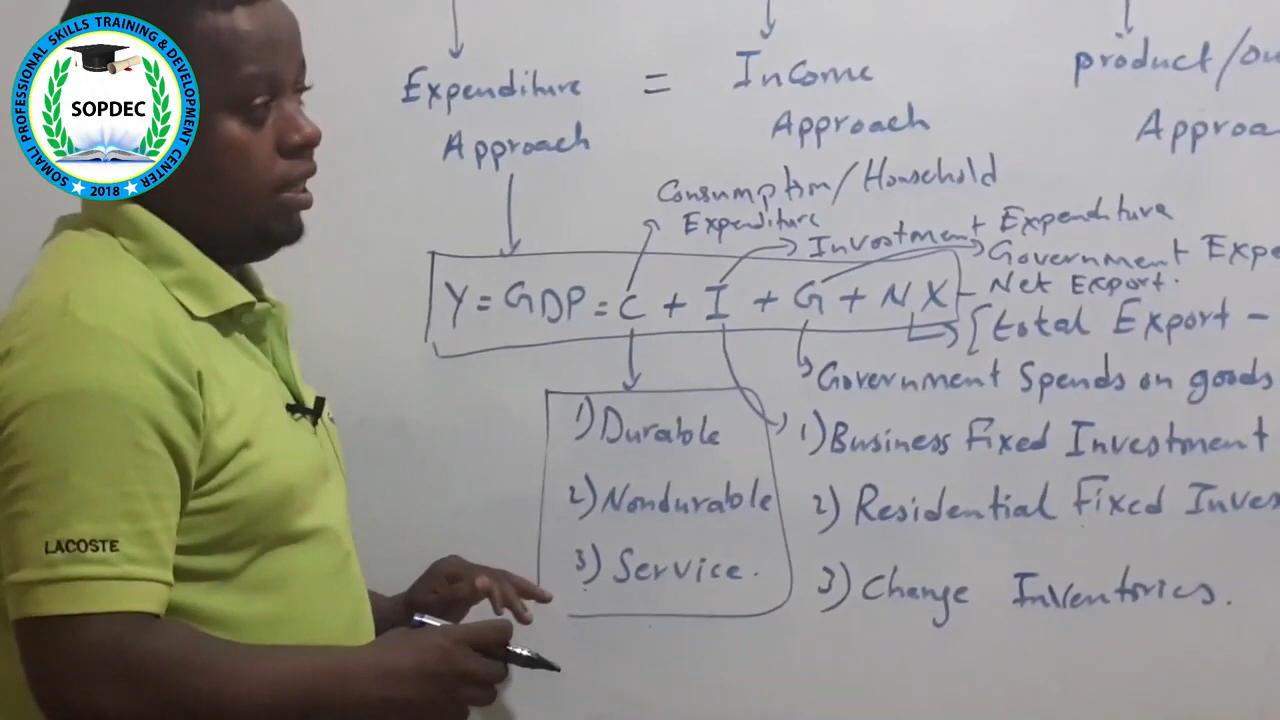 SOMALI PROFESSIONAL SKILLS TRAINING & DEVELOPMENT CENTER
SOPDEC
2018
Expenditure = Income product/ou
Approach Approach Approa
Consumption/Household
Expenditure
Investment Expenditure
Government Expe
Net Export.
Y = GDP = C + I + G + NX
[total Export -
Government Spends on goods
1) Durable
2) Nondurable
3) Service.
1) Business Fixed Investment
2) Residential Fixed Inves
3) Change Inventories.
LACOSTE